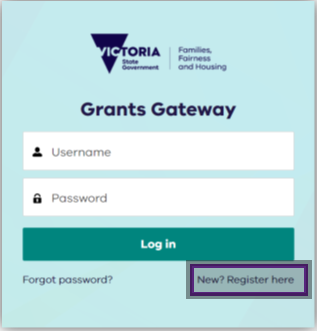 VICTORIA
State
Government
Families,
Fairness
and Housing
Grants Gateway
Username
Password
Log in
Forgot password?
New? Register here